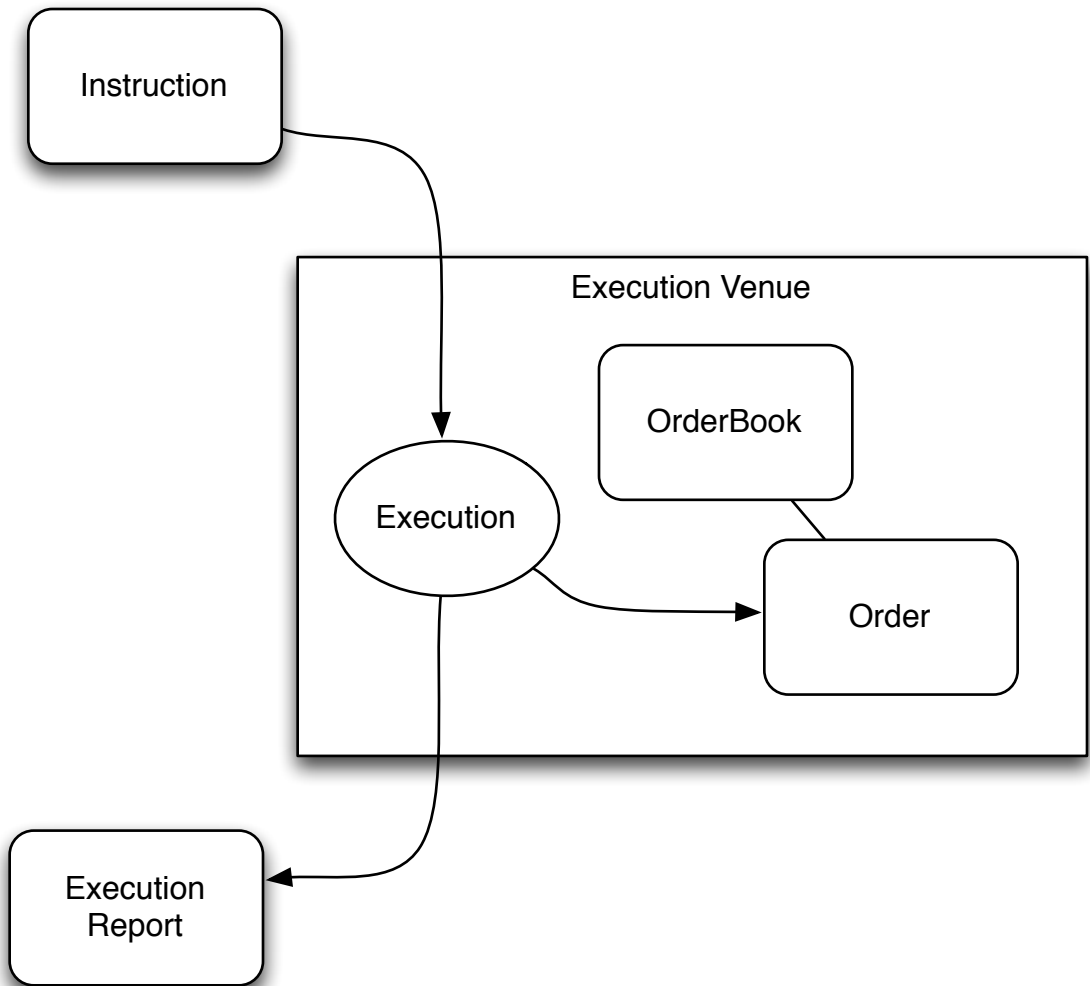 Instruction
Execution Venue
OrderBook
Execution
Order
Execution
Report